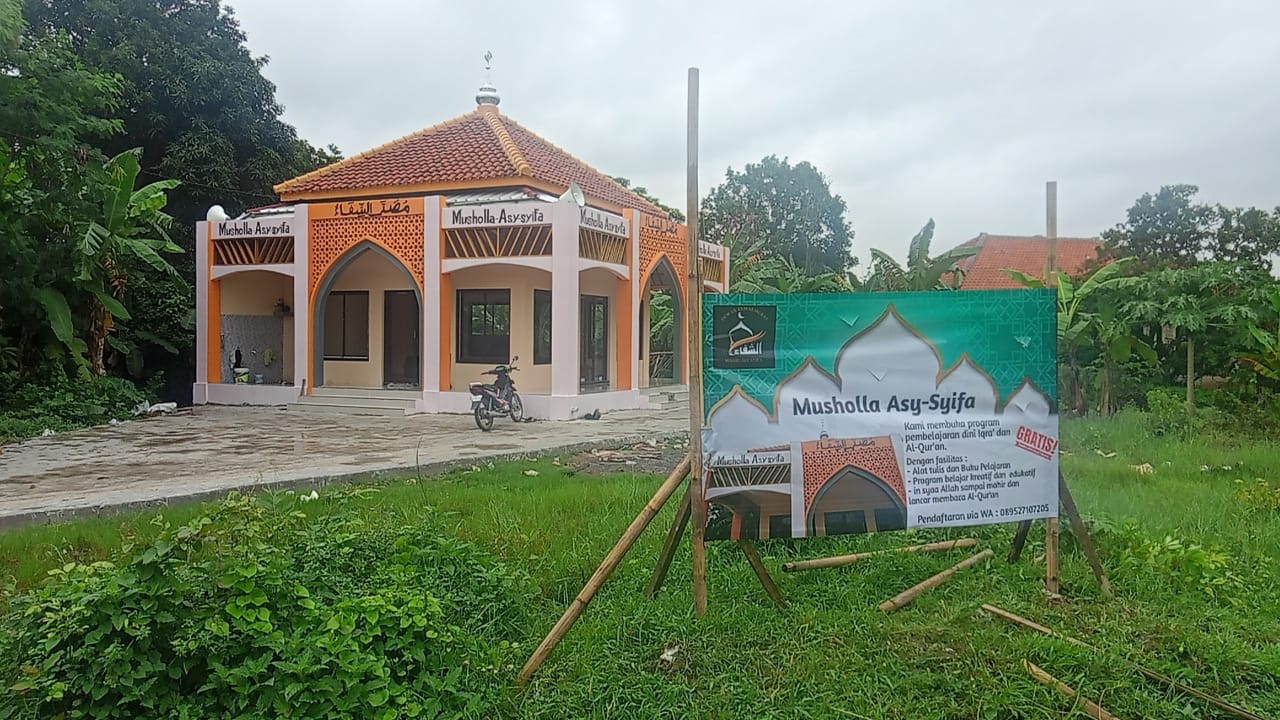 Musholla Asy-syifa
مصلى الشفاء
Musholla-Asy-syifa
Musholla Asy-syifa
الشفاء
Musholla Asy-Syifa
Kami membuka program
pembelajaran dini Iqra' dan
Al-Qur'an.
GRATIS!
Dengan fasilitas :
- Alat tulis dan Buku Pelajaran
- Program belajar kreatif dan edukatif
- in syaa Allah sampai mahir dan
lancar membaca Al-Qur'an
Pendaftaran via WA : 089527107205
Musholla Asy-syifa